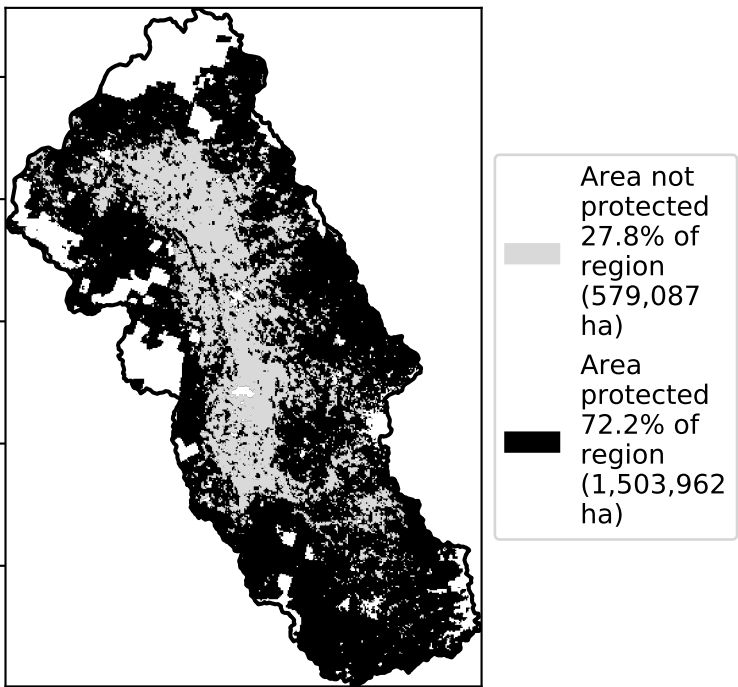 Area not
protected
27.8% of
region
(579,087
ha)
Area
protected
72.2% of
region
(1,503,962
ha)